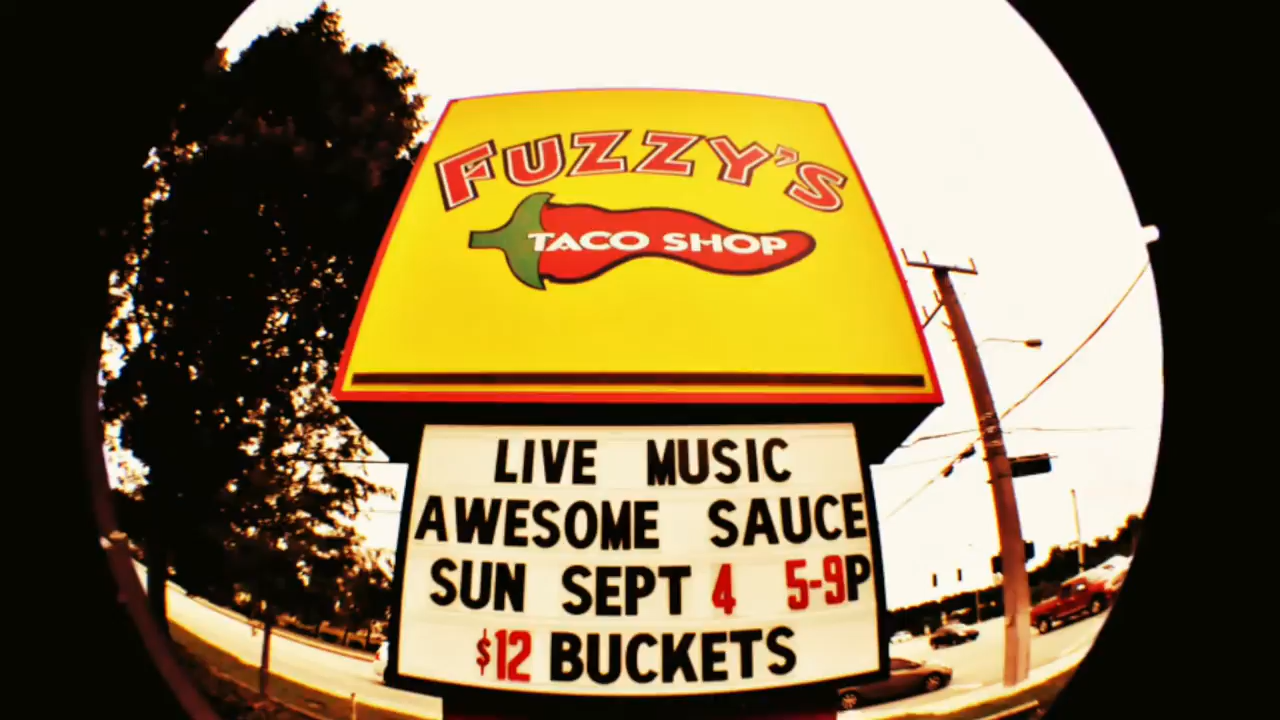 FUZZY'S
TACO SHOP
LIVE MUSIC
AWESOME SAUCE
SUN SEPT 4 5-9P
$12 BUCKETS